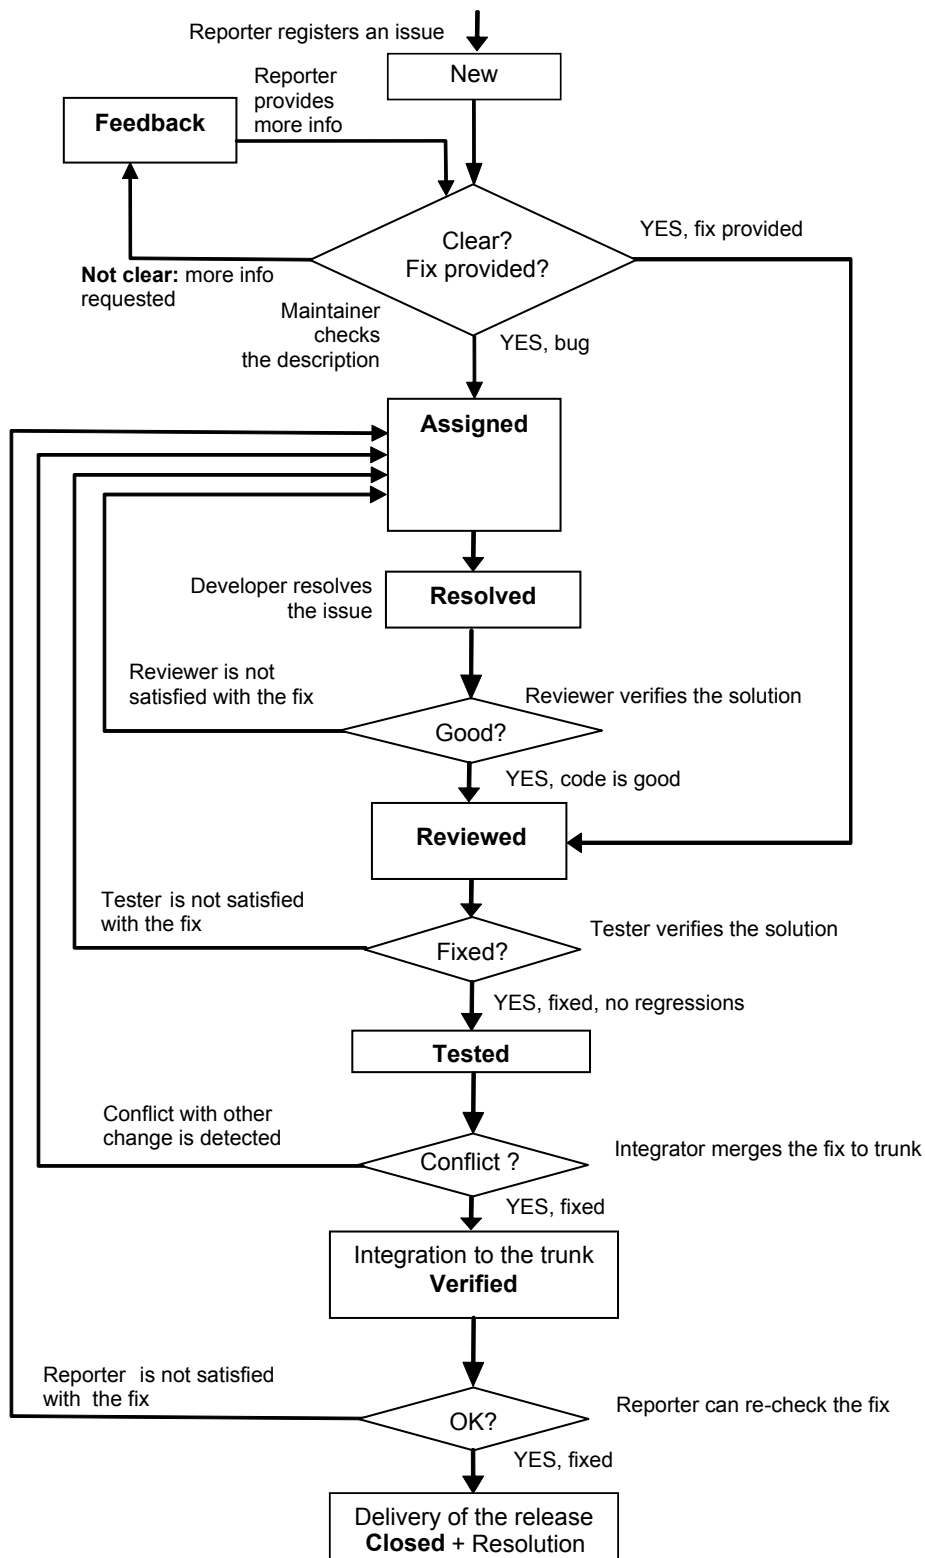 Reporter registers an issue
New
Reporter
provides
more info
Feedback
YES, fix provided
Clear?
Fix provided?
Not clear: more info
requested
Maintainer
checks
the description
YES, bug
Assigned
Developer resolves
the issue
Resolved
Reviewer is not
satisfied with the fix
Reviewer verifies the solution
Good?
YES, code is good
Reviewed
Tester is not satisfied
with the fix
Tester verifies the solution
Fixed?
YES, fixed, no regressions
Tested
Conflict with other
change is detected
Integrator merges the fix to trunk
Conflict ?
YES, fixed
Integration to the trunk
Verified
Reporter is not satisfied
with the fix
Reporter can re-check the fix
OK?
YES, fixed
Delivery of the release
Closed + Resolution